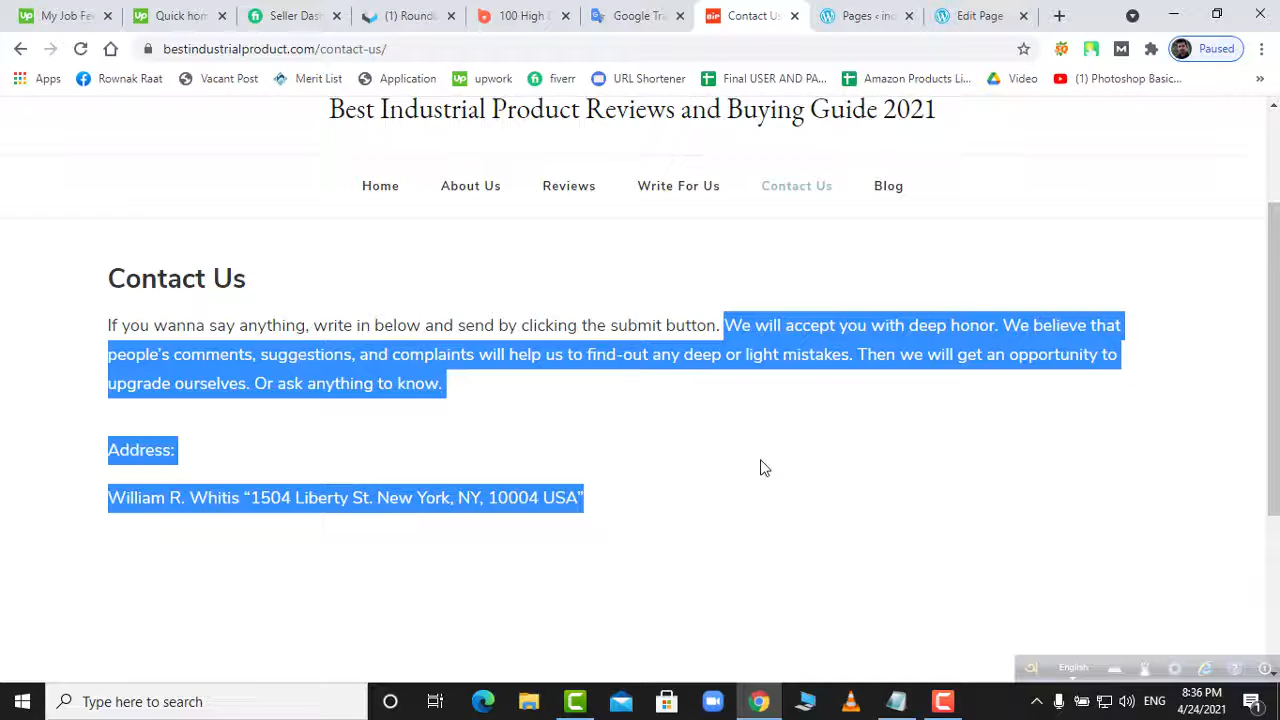 My Job Fee
Quick hom
Seller Dash
(1) Round
100 High D
Google Tra
Contact Us
Pages ‹ ind
Edit Page
bestindustrialproduct.com/contact-us/
Paused
Apps
Rownak Raat
Vacant Post
Merit List
Application
upwork
fiverr
URL Shortener
Final USER AND PA...
Amazon Products Li...
Video
(1) Photoshop Basic...
»
Best Industrial Product Reviews and Buying Guide 2021
Home About Us Reviews Write For Us Contact Us Blog
Contact Us
If you wanna say anything, write in below and send by clicking the submit button. We will accept you with deep honor. We believe that
people’s comments, suggestions, and complaints will help us to find-out any deep or light mistakes. Then we will get an opportunity to
upgrade ourselves. Or ask anything to know.
Address:
William R. Whitis “1504 Liberty St. New York, NY, 10004 USA”
English
Type here to search
ENG
8:36 PM
4/24/2021